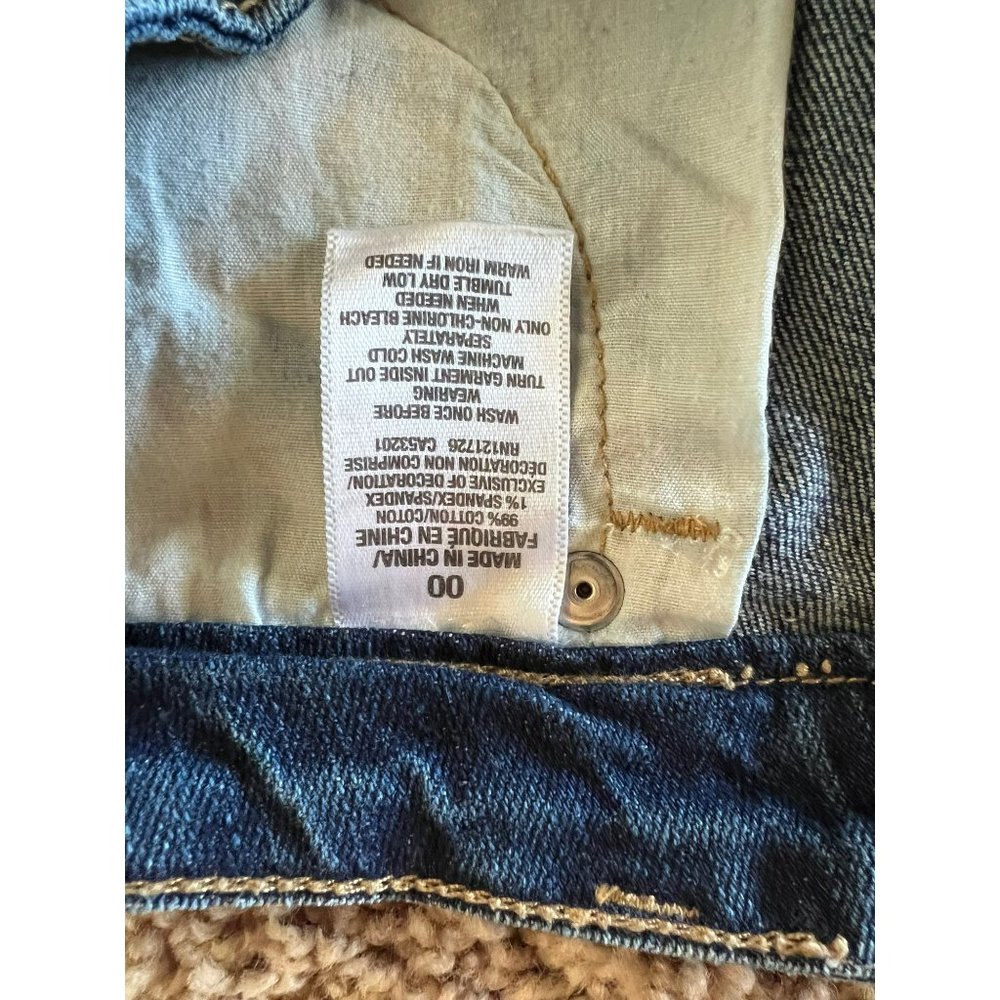 00
MADE IN CHINA/
FABRIQUÉ EN CHINE
99% COTTON/COTON
1% SPANDEX/SPANDEX
EXCLUSIVE OF DECORATION/
DÉCORATION NON COMPRISE
RN121726 CA53201
WASH ONCE BEFORE
WEARING
TURN GARMENT INSIDE OUT
MACHINE WASH COLD
SEPARATELY
ONLY NON-CHLORINE BLEACH
WHEN NEEDED
TUMBLE DRY LOW
WARM IRON IF NEEDED